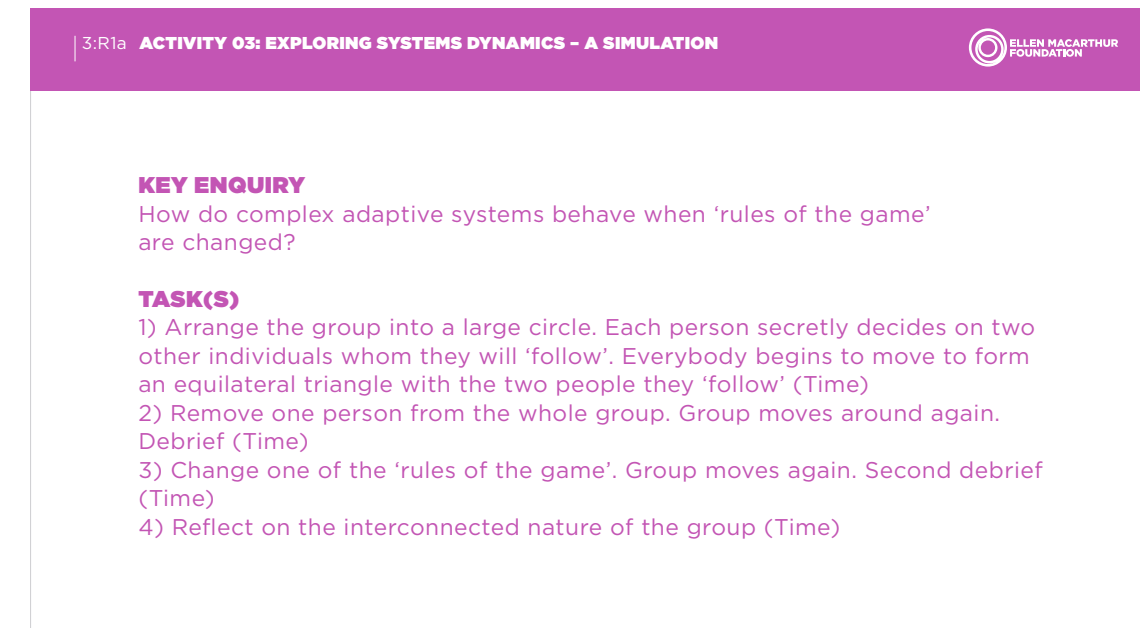 3:R1a ACTIVITY 03: EXPLORING SYSTEMS DYNAMICS – A SIMULATION
ELLEN MACARTHUR
FOUNDATION
KEY ENQUIRY
How do complex adaptive systems behave when ‘rules of the game’
are changed?
TASK(S)
1) Arrange the group into a large circle. Each person secretly decides on two
other individuals whom they will ‘follow’. Everybody begins to move to form
an equilateral triangle with the two people they ‘follow’ (Time)
2) Remove one person from the whole group. Group moves around again.
Debrief (Time)
3) Change one of the ‘rules of the game’. Group moves again. Second debrief
(Time)
4) Reflect on the interconnected nature of the group (Time)